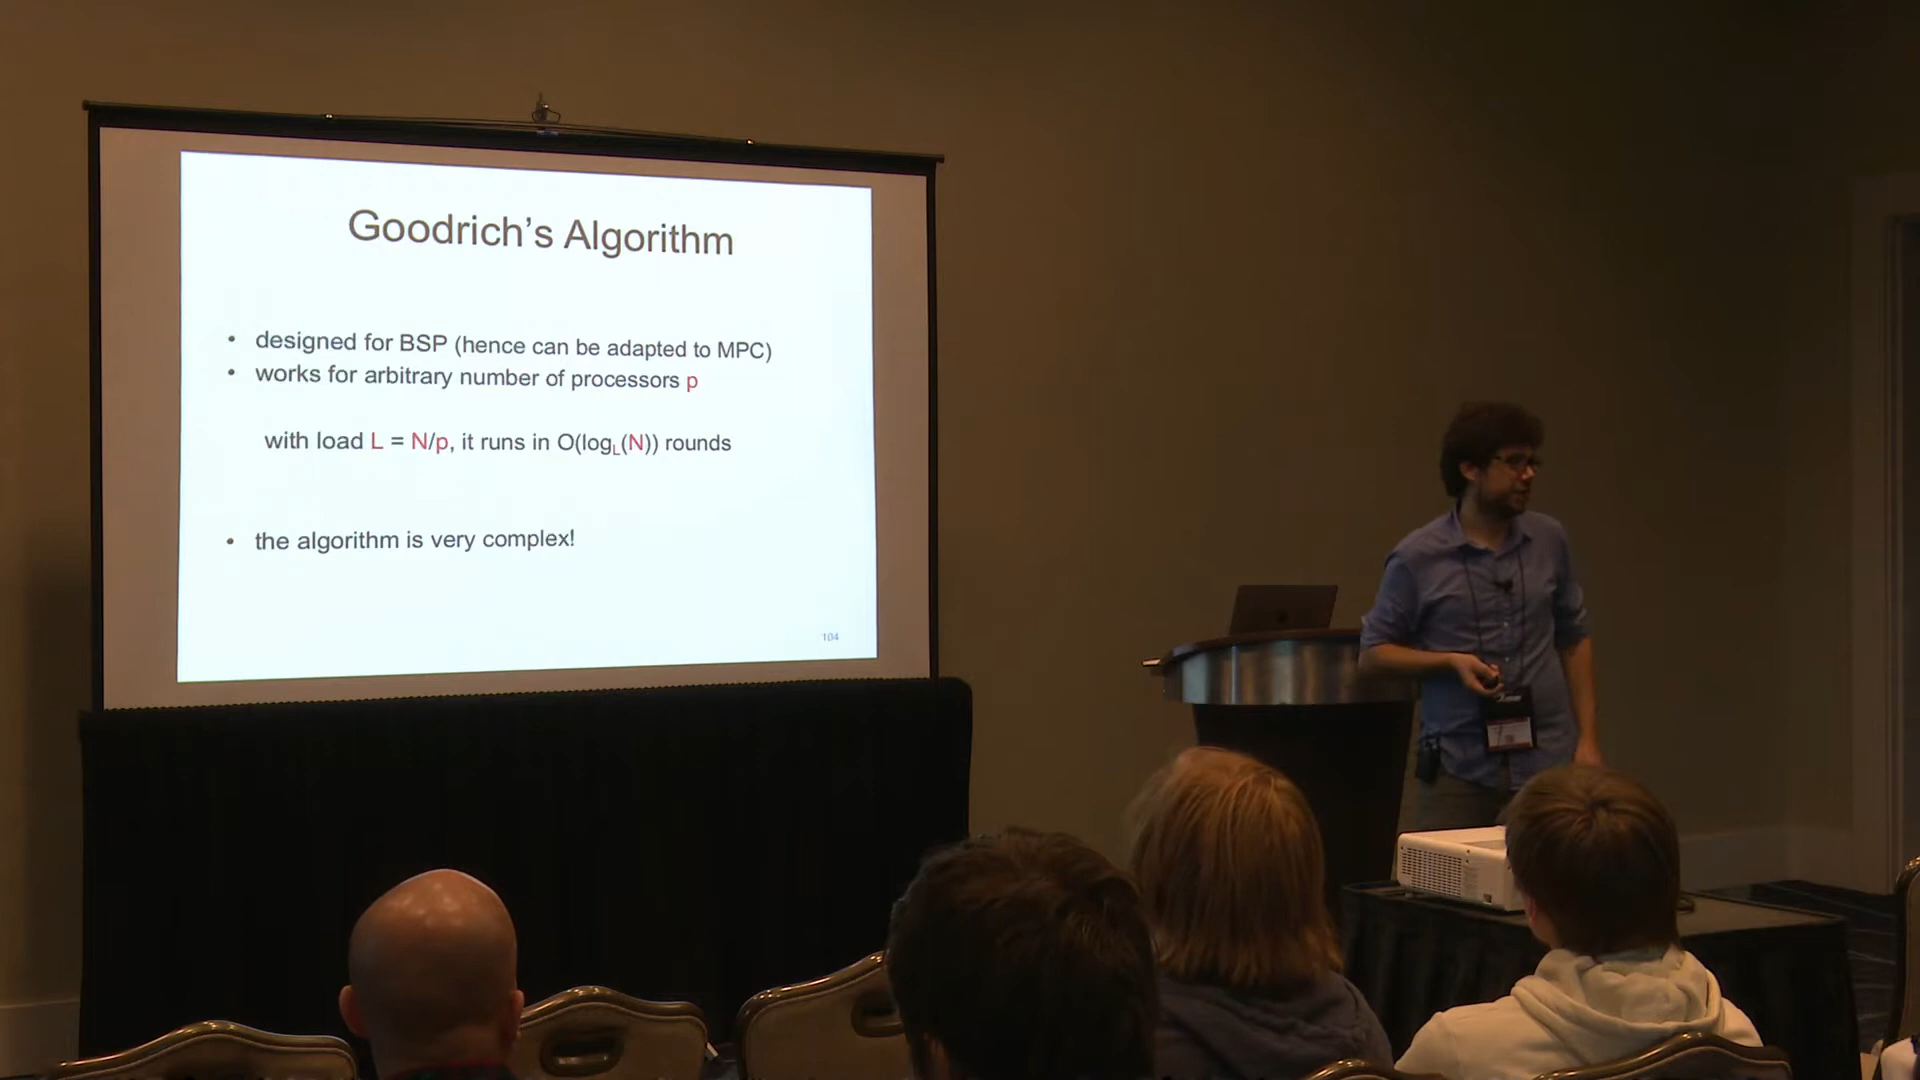 Goodrich's Algorithm
• designed for BSP (hence can be adapted to MPC)
• works for arbitrary number of processors p
with load L = N/p, it runs in O(log_L(N)) rounds
• the algorithm is very complex!
104